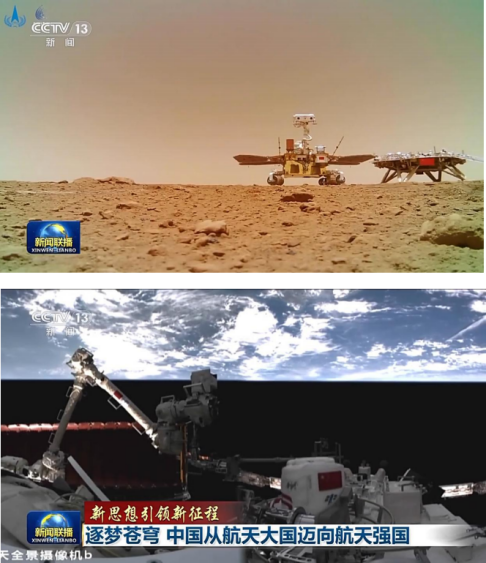 CCTV 13
新闻
新闻联播
XINWEN LIANBO
CCTV 13
新闻
新思想引领新征程
新闻联播
XINWEN LIANBO
逐梦苍穹 中国从航天大国迈向航天强国
天全景摄像机b